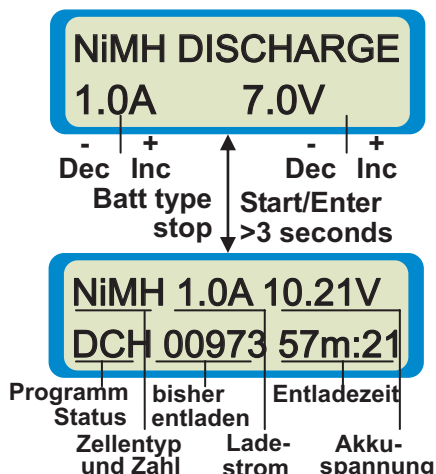 NiMH DISCHARGE
1.0A 7.0V
- + - +
Dec Inc Dec Inc
Batt type Start/Enter
stop >3 seconds
NiMH 1.0A 10.21V
DCH 00973 57m:21
Programm bisher Entladezeit
Status entladen
Zellentyp Lade- Akku-
und Zahl strom spannung